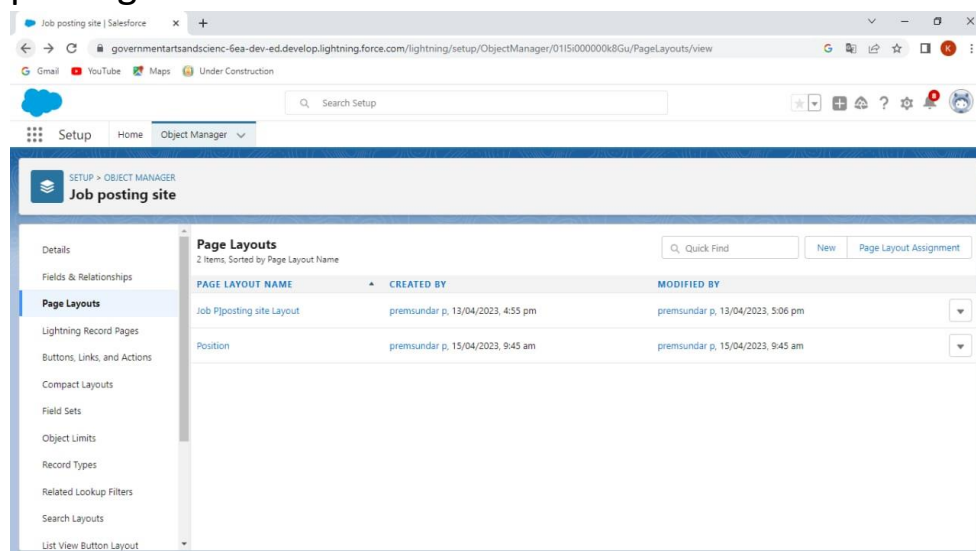 Job posting site | Salesforce
governmentartsandscienc-6ea-dev-ed.develop.lightning.force.com/lightning/setup/ObjectManager/01I5i000000k8Gu/PageLayouts/view
G
K
Gmail YouTube Maps Under Construction
Search Setup
Setup Home Object Manager
SETUP > OBJECT MANAGER
Job posting site
Details
Fields & Relationships
Page Layouts
Lightning Record Pages
Buttons, Links, and Actions
Compact Layouts
Field Sets
Object Limits
Record Types
Related Lookup Filters
Search Layouts
List View Button Layout
Page Layouts
2 Items, Sorted by Page Layout Name
Quick Find
New
Page Layout Assignment
PAGE LAYOUT NAME CREATED BY MODIFIED BY
Job P]posting site Layout premsundar p, 13/04/2023, 4:55 pm premsundar p, 13/04/2023, 5:06 pm
Position premsundar p, 15/04/2023, 9:45 am premsundar p, 15/04/2023, 9:45 am